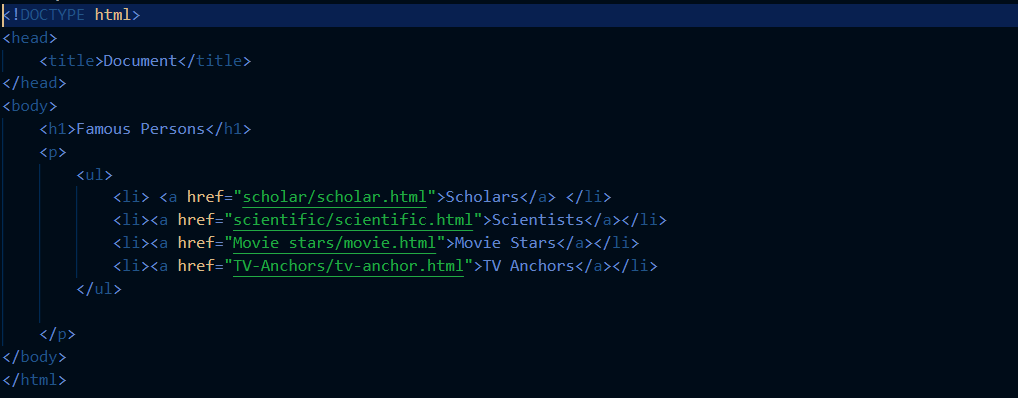 <!DOCTYPE html>
<head>
    <title>Document</title>
</head>
<body>
    <h1>Famous Persons</h1>
    <p>
        <ul>
            <li> <a href="scholar/scholar.html">Scholars</a> </li>
            <li><a href="scientific/scientific.html">Scientists</a></li>
            <li><a href="Movie stars/movie.html">Movie Stars</a></li>
            <li><a href="TV-Anchors/tv-anchor.html">TV Anchors</a></li>
        </ul>

    </p>
</body>
</html>